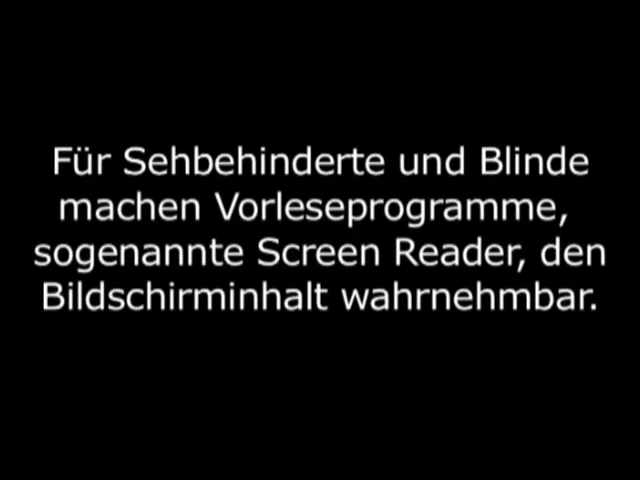 Für Sehbehinderte und Blinde
machen Vorleseprogramme,
sogenannte Screen Reader, den
Bildschirminhalt wahrnehmbar.